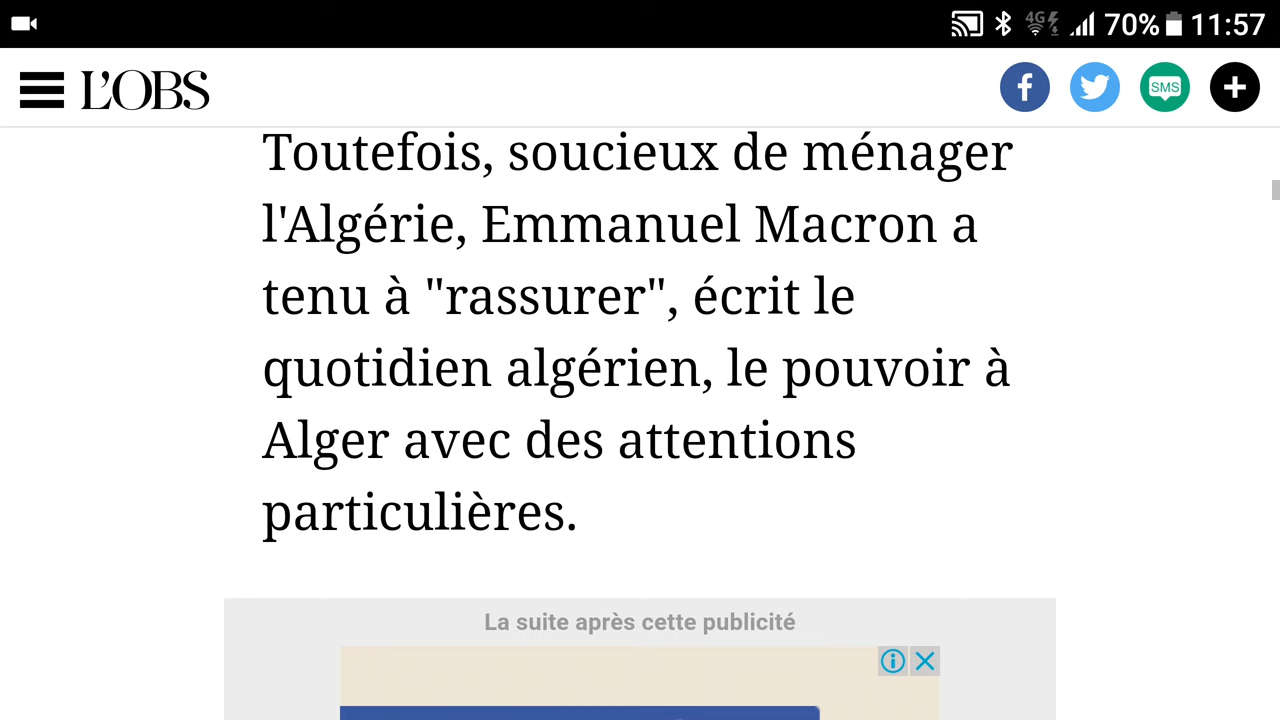 4G 70% 11:57
L'OBS
SMS
Toutefois, soucieux de ménager
l'Algérie, Emmanuel Macron a
tenu à "rassurer", écrit le
quotidien algérien, le pouvoir à
Alger avec des attentions
particulières.
La suite après cette publicité